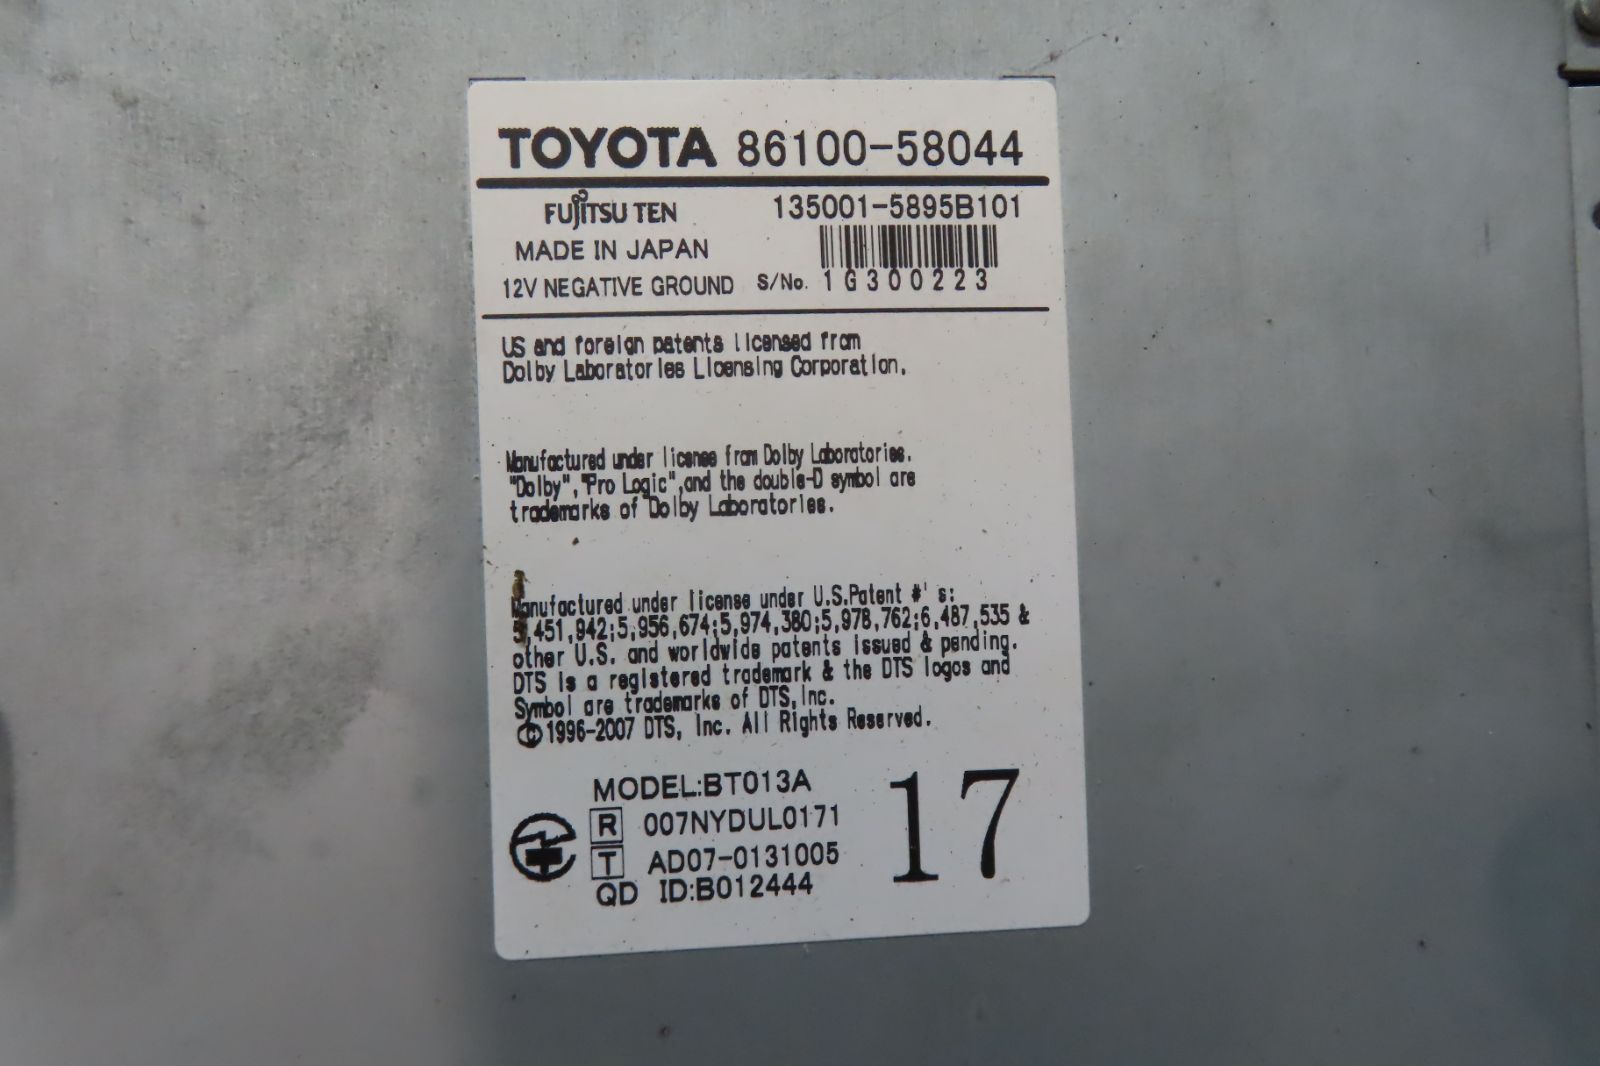 TOYOTA 86100-58044
FUJITSU TEN 135001-5895B101
MADE IN JAPAN
12V NEGATIVE GROUND S/No. 1G300223
US and foreign patents licensed from
Dolby Laboratories Licensing Corporation.
Manufactured under license from Dolby Laboratories.
"Dolby","Pro Logic",and the double-D symbol are
trademarks of Dolby Laboratories.
Manufactured under license under U.S.Patent #' s:
5,451,942;5,956,674;5,974,380;5,978,762;6,487,535 &
other U.S. and worldwide patents issued & pending.
DTS is a registered trademark & the DTS logos and
Symbol are trademarks of DTS,Inc.
©1996-2007 DTS, Inc. All Rights Reserved.
MODEL:BT013A
R 007NYDUL0171
T AD07-0131005
QD ID:B012444
17